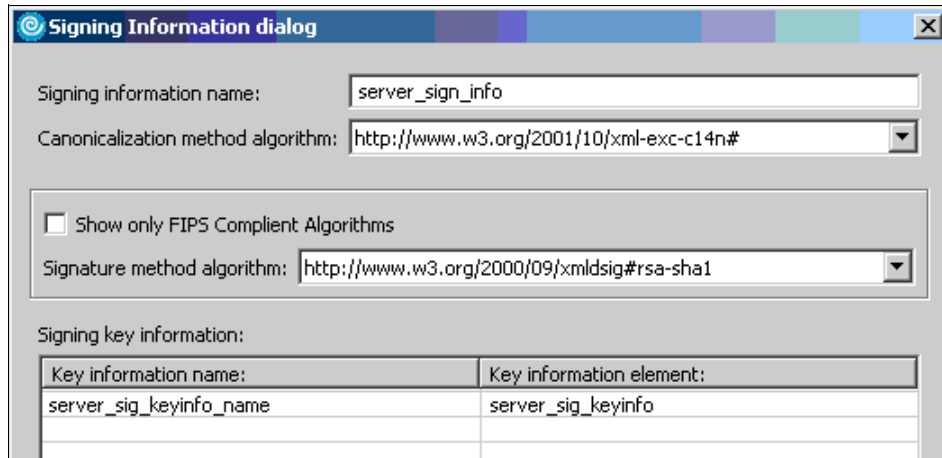 Signing Information dialog
Signing information name: server_sign_info
Canonicalization method algorithm: http://www.w3.org/2001/10/xml-exc-c14n#
Show only FIPS Complient Algorithms
Signature method algorithm: http://www.w3.org/2000/09/xmldsig#rsa-sha1
Signing key information:
Key information name: Key information element:
server_sig_keyinfo_name server_sig_keyinfo